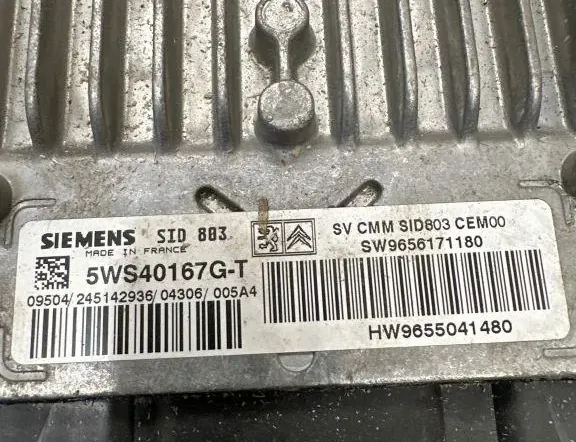 SIEMENS SID 803
MADE IN FRANCE
5WS40167G-T
09504/245142936/04306/005A4
SV CMM SID803 CEM00
SW9656171180
HW9655041480